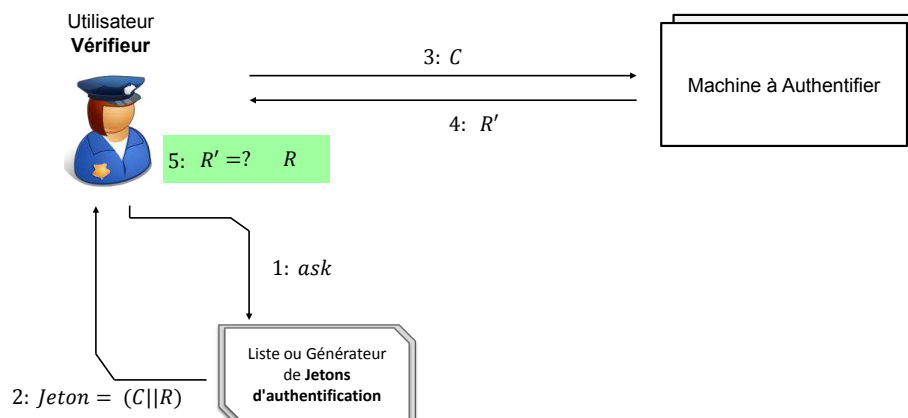 Utilisateur
Vérifieur
3: C
Machine à Authentifier
4: R′
5: R′ =? R
1: ask
Liste ou Générateur
de Jetons
d'authentification
2: Jeton = (C||R)